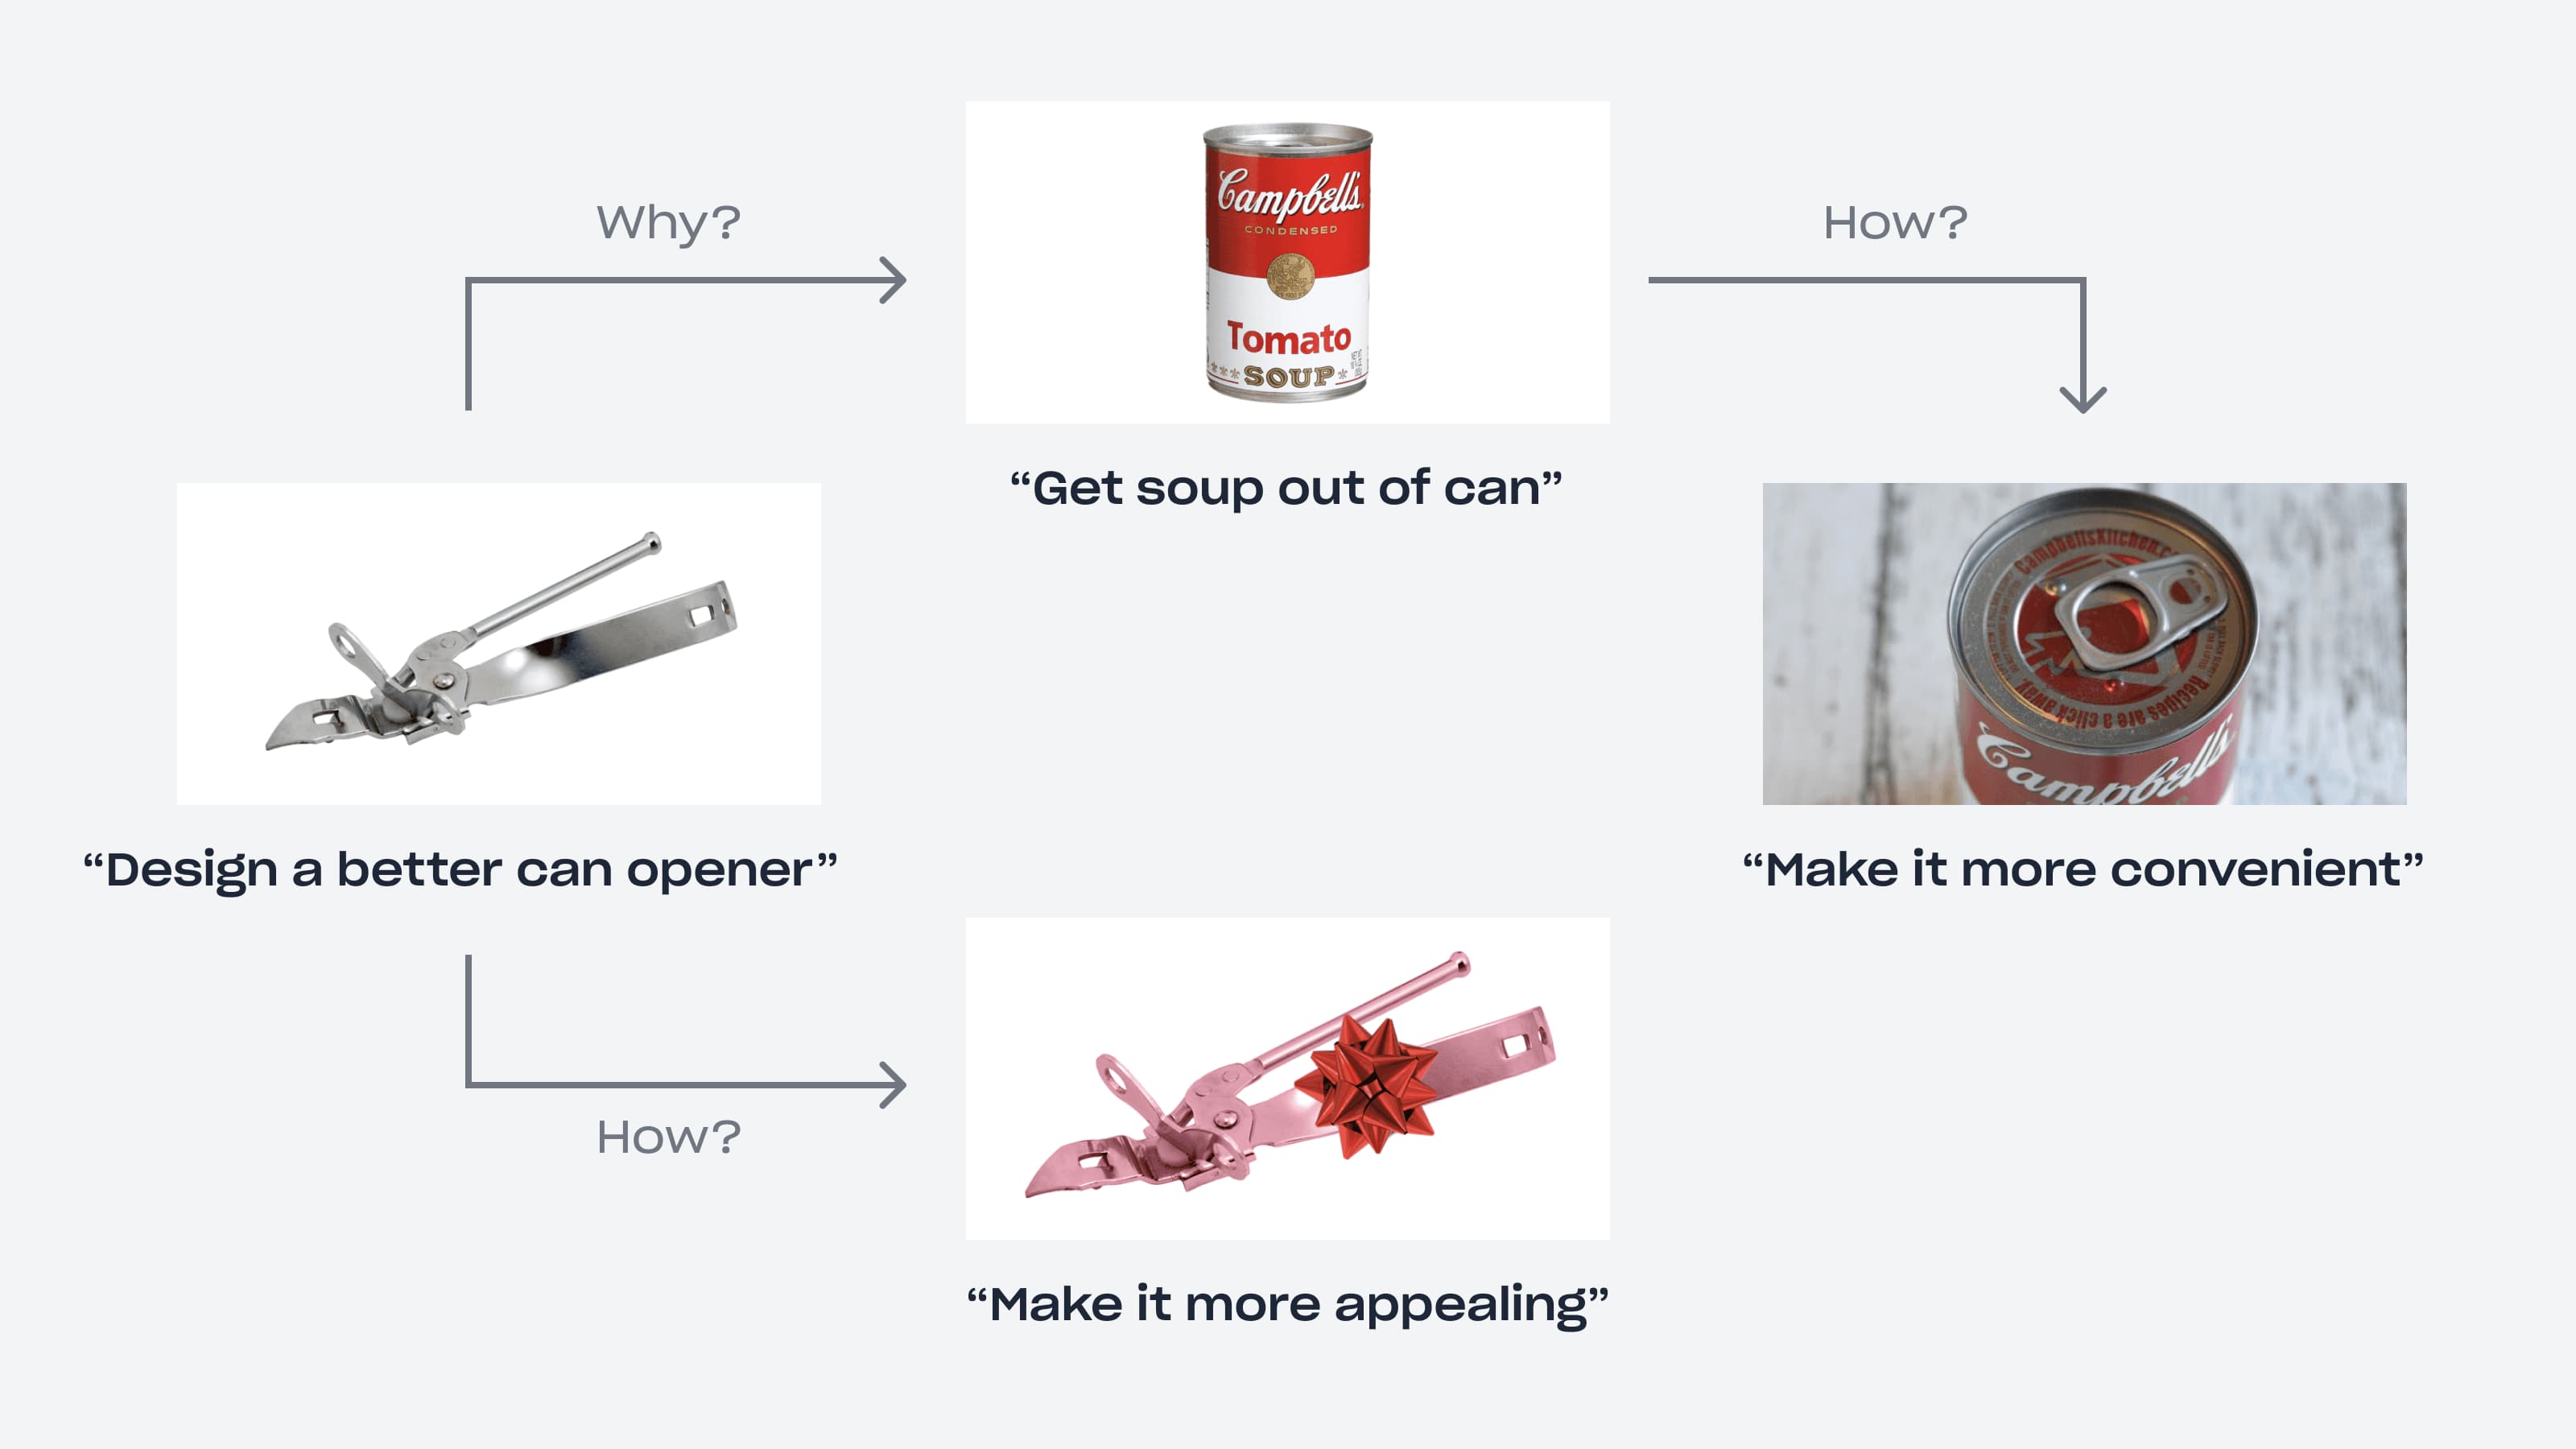 Why?
How?
Campbell's
CONDENSED
Tomato
SOUP
“Get soup out of can”
CampbellsKitchen.c
Recipes are a click away.
Campbell's
“Design a better can opener”
“Make it more convenient”
How?
“Make it more appealing”